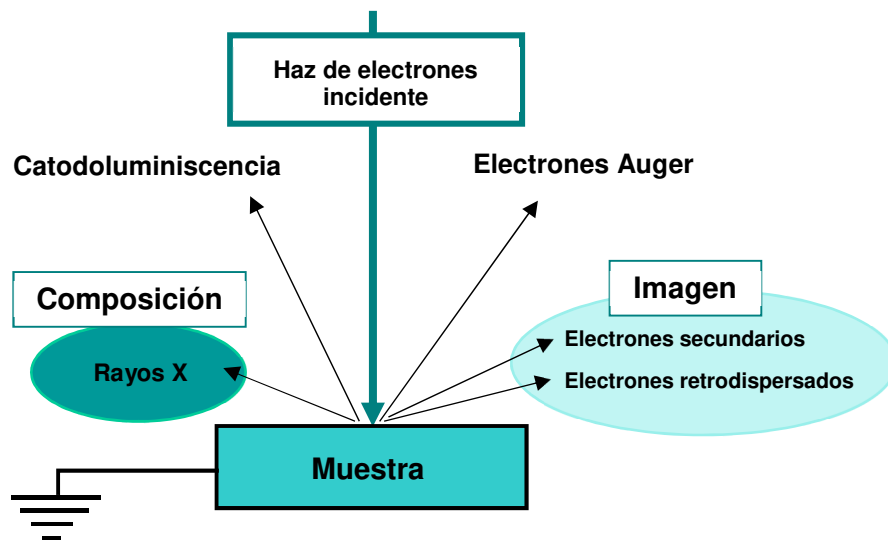 Haz de electrones
incidente
Catodoluminiscencia
Electrones Auger
Composición
Imagen
Rayos X
Electrones secundarios
Electrones retrodispersados
Muestra